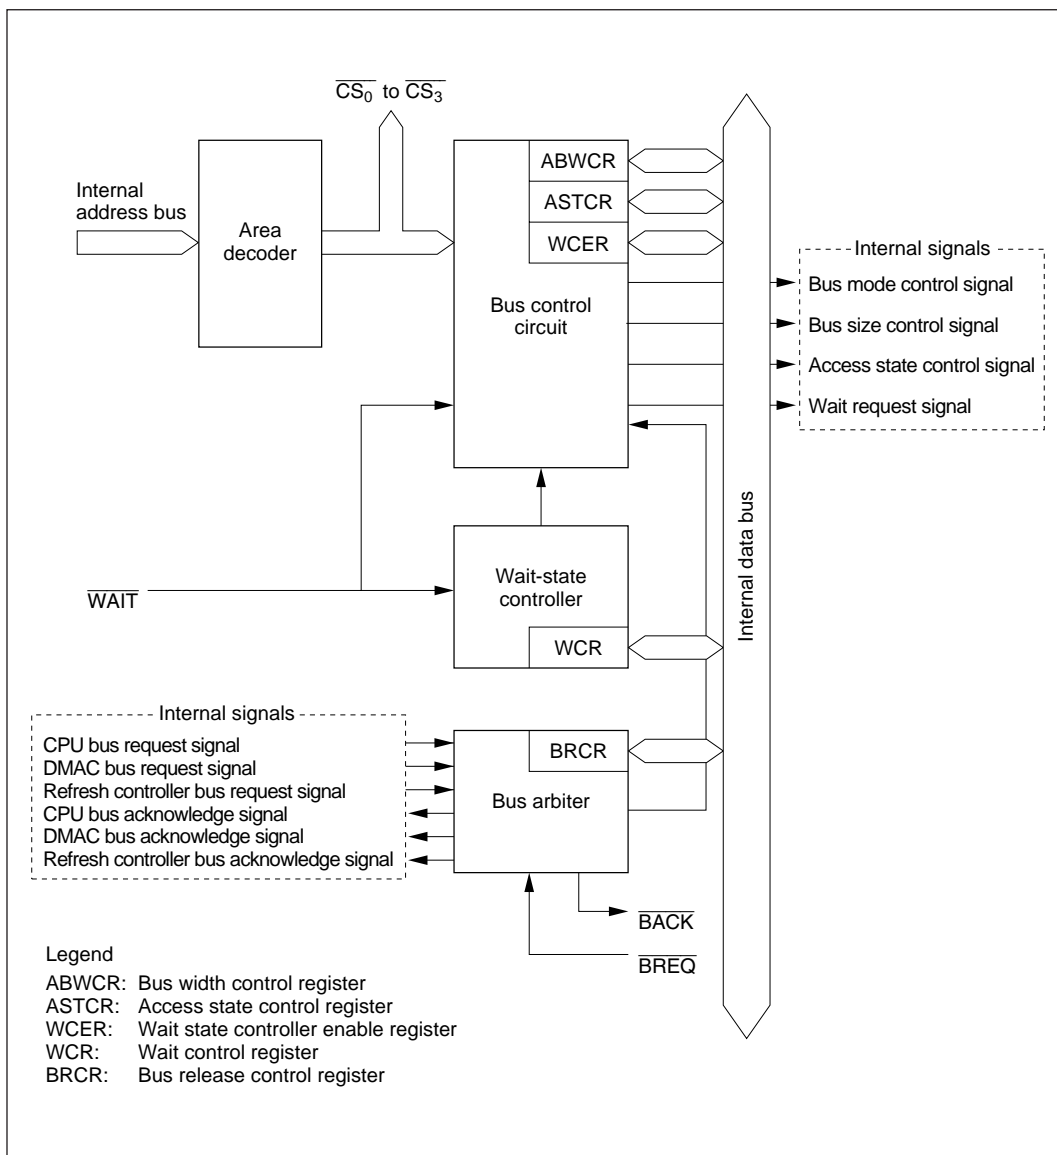 CS0 to CS3
Internal
address bus
Area
decoder
ABWCR
ASTCR
WCER
Bus control
circuit
Internal signals
Bus mode control signal
Bus size control signal
Access state control signal
Wait request signal
Internal data bus
WAIT
Wait-state
controller
WCR
Internal signals
CPU bus request signal
DMAC bus request signal
Refresh controller bus request signal
CPU bus acknowledge signal
DMAC bus acknowledge signal
Refresh controller bus acknowledge signal
BRCR
Bus arbiter
BACK
BREQ
Legend
ABWCR: Bus width control register
ASTCR: Access state control register
WCER: Wait state controller enable register
WCR: Wait control register
BRCR: Bus release control register